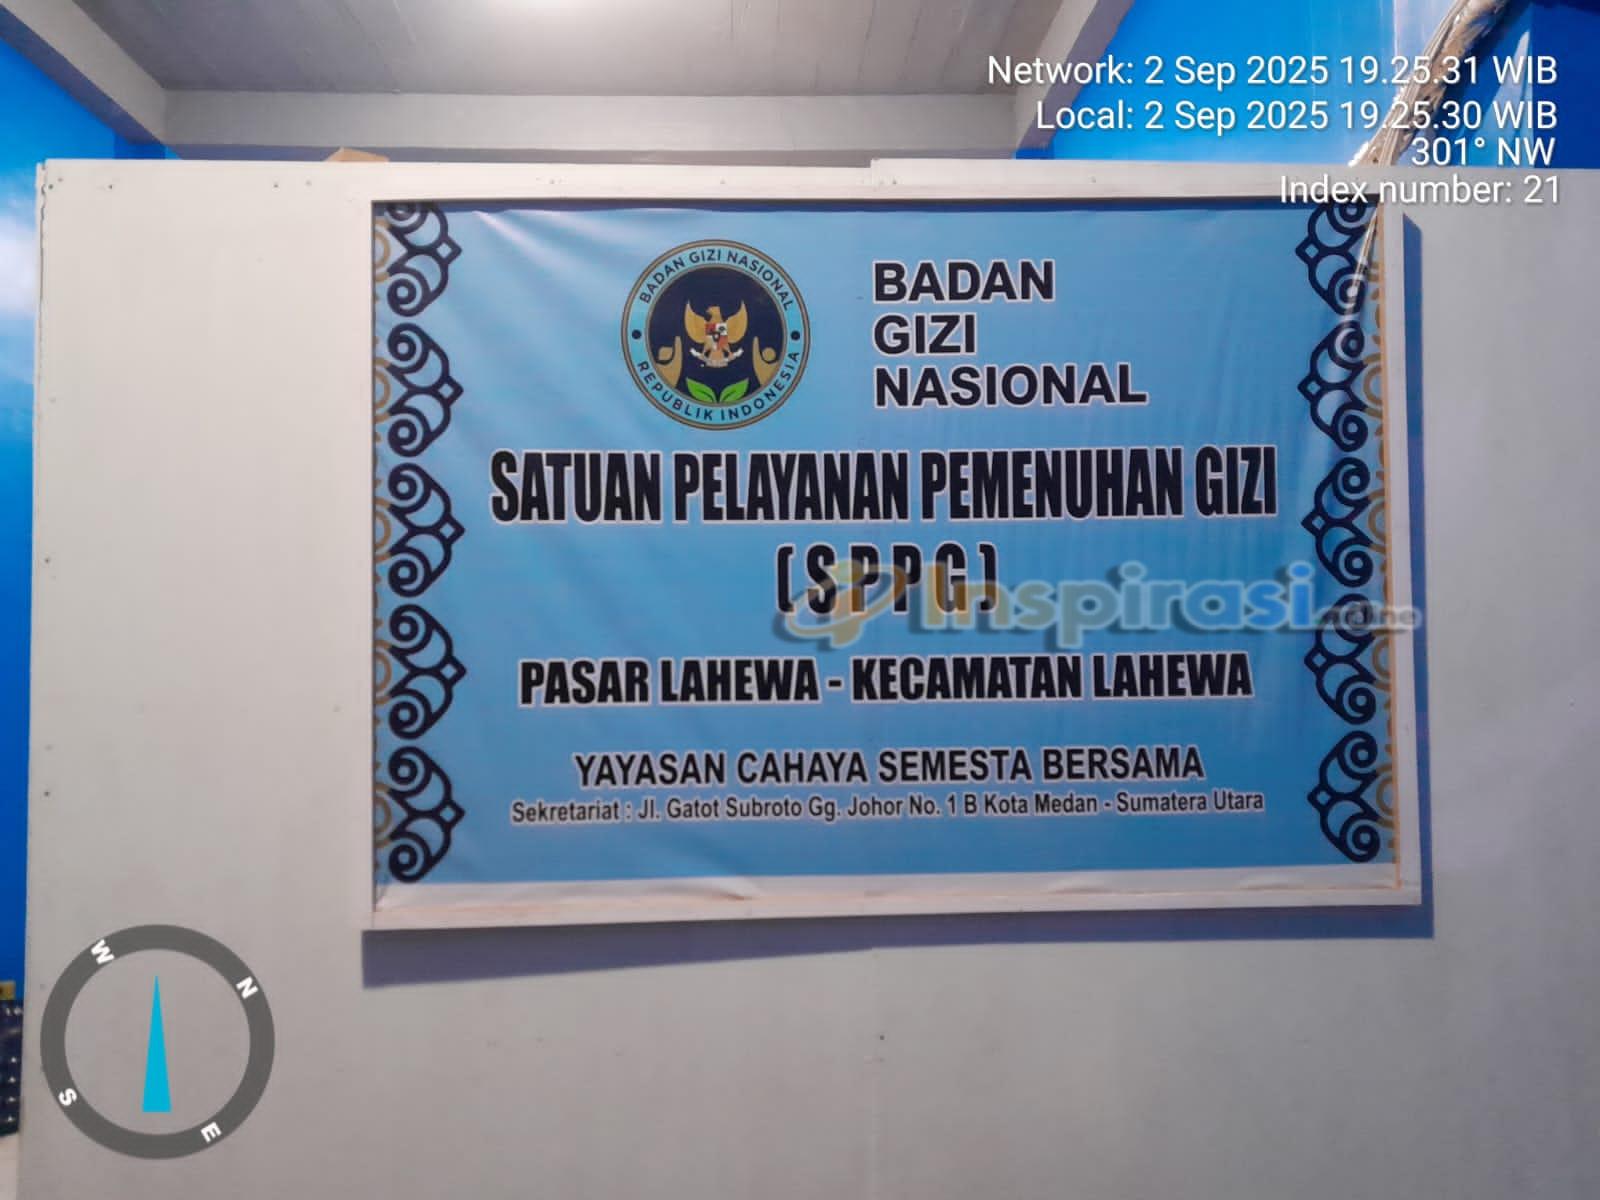 Network: 2 Sep 2025 19.25.31 WIB
Local: 2 Sep 2025 19.25.30 WIB
301° NW
Index number: 21
BADAN GIZI NASIONAL
REPUBLIK INDONESIA
BADAN
GIZI
NASIONAL
SATUAN PELAYANAN PEMENUHAN GIZI
(SPPG)
Inspirasi.online
PASAR LAHEWA - KECAMATAN LAHEWA
YAYASAN CAHAYA SEMESTA BERSAMA
Sekretariat : Jl. Gatot Subroto Gg. Johor No. 1 B Kota Medan - Sumatera Utara
W
N
S
E